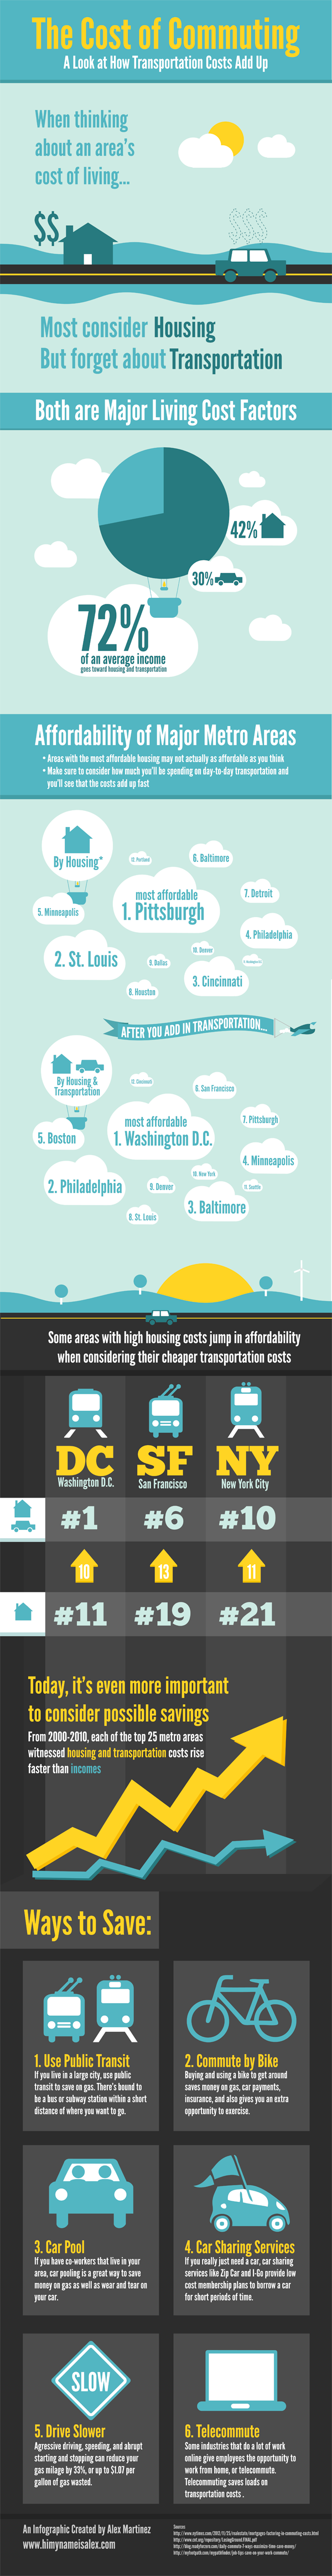 The Cost of Commuting
A Look at How Transportation Costs Add Up
When thinking
about an area's
cost of living...
$$
$$$
Most consider Housing
But forget about Transportation
Both are Major Living Cost Factors
42%
30%
72%
of an average income
goes toward housing and transportation
Affordability of Major Metro Areas
• Areas with the most affordable housing may not actually as affordable as you think
• Make sure to consider how much you'll be spending on day-to-day transportation and
you'll see that the costs add up fast
By Housing*
12. Portland
6. Baltimore
most affordable
1. Pittsburgh
7. Detroit
5. Minneapolis
4. Philadelphia
2. St. Louis
10. Denver
9. Dallas
3. Cincinnati
8. Houston
AFTER YOU ADD IN TRANSPORTATION...
By Housing &
Transportation
12. Cincinnati
6. San Francisco
most affordable
1. Washington D.C.
7. Pittsburgh
5. Boston
4. Minneapolis
10. New York
2. Philadelphia
9. Denver
11. Seattle
3. Baltimore
8. St. Louis
Some areas with high housing costs jump in affordability
when considering their cheaper transportation costs
DC SF NY
Washington D.C. San Francisco New York City
#1 #6 #10
10 13 11
#11 #19 #21
Today, it's even more important
to consider possible savings
From 2000-2010, each of the top 25 metro areas
witnessed housing and transportation costs rise
faster than incomes
Ways to Save:
1. Use Public Transit
If you live in a large city, use public
transit to save on gas. There's bound to
be a bus or subway station within a short
distance of where you want to go.
2. Commute by Bike
Buying and using a bike to get around
saves money on gas, car payments,
insurance, and also gives you an extra
opportunity to exercise.
3. Car Pool
If you have co-workers that live in your
area, car pooling is a great way to save
money on gas as well as wear and tear on
your car.
4. Car Sharing Services
If you really just need a car, car sharing
services like Zip Car and I-Go provide low
cost membership plans to borrow a car
for short periods of time.
SLOW
5. Drive Slower
Agressive driving, speeding, and abrupt
starting and stopping can reduce your
gas milage by 33%, or up to $1.07 per
gallon of gas wasted.
6. Telecommute
Some industries that do a lot of work
online give employees the opportunity to
work from home, or telecommute.
Telecommuting saves loads on
transportation costs .
An Infographic Created by Alex Martinez
www.himynameisalex.com
Sources: